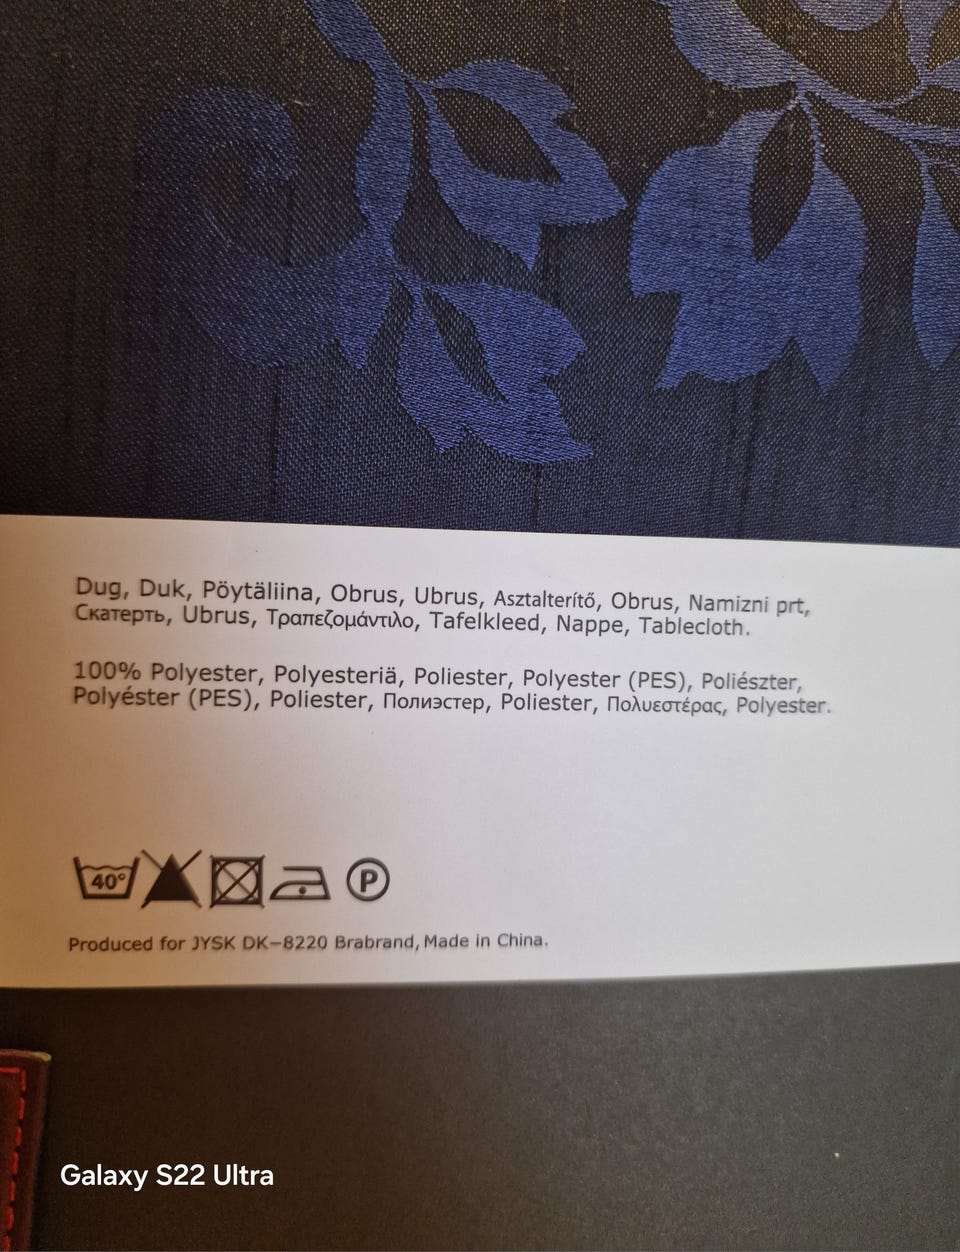 Dug, Duk, Pöytäliina, Obrus, Ubrus, Asztalterítő, Obrus, Namizni prt,
Скатерть, Ubrus, Τραπεζομάντιλο, Tafelkleed, Nappe, Tablecloth.
100% Polyester, Polyesteriä, Poliester, Polyester (PES), Poliészter,
Polyéster (PES), Poliester, Полиэстер, Poliester, Πολυεστέρας, Polyester.
40° P
Produced for JYSK DK-8220 Brabrand, Made in China.
Galaxy S22 Ultra